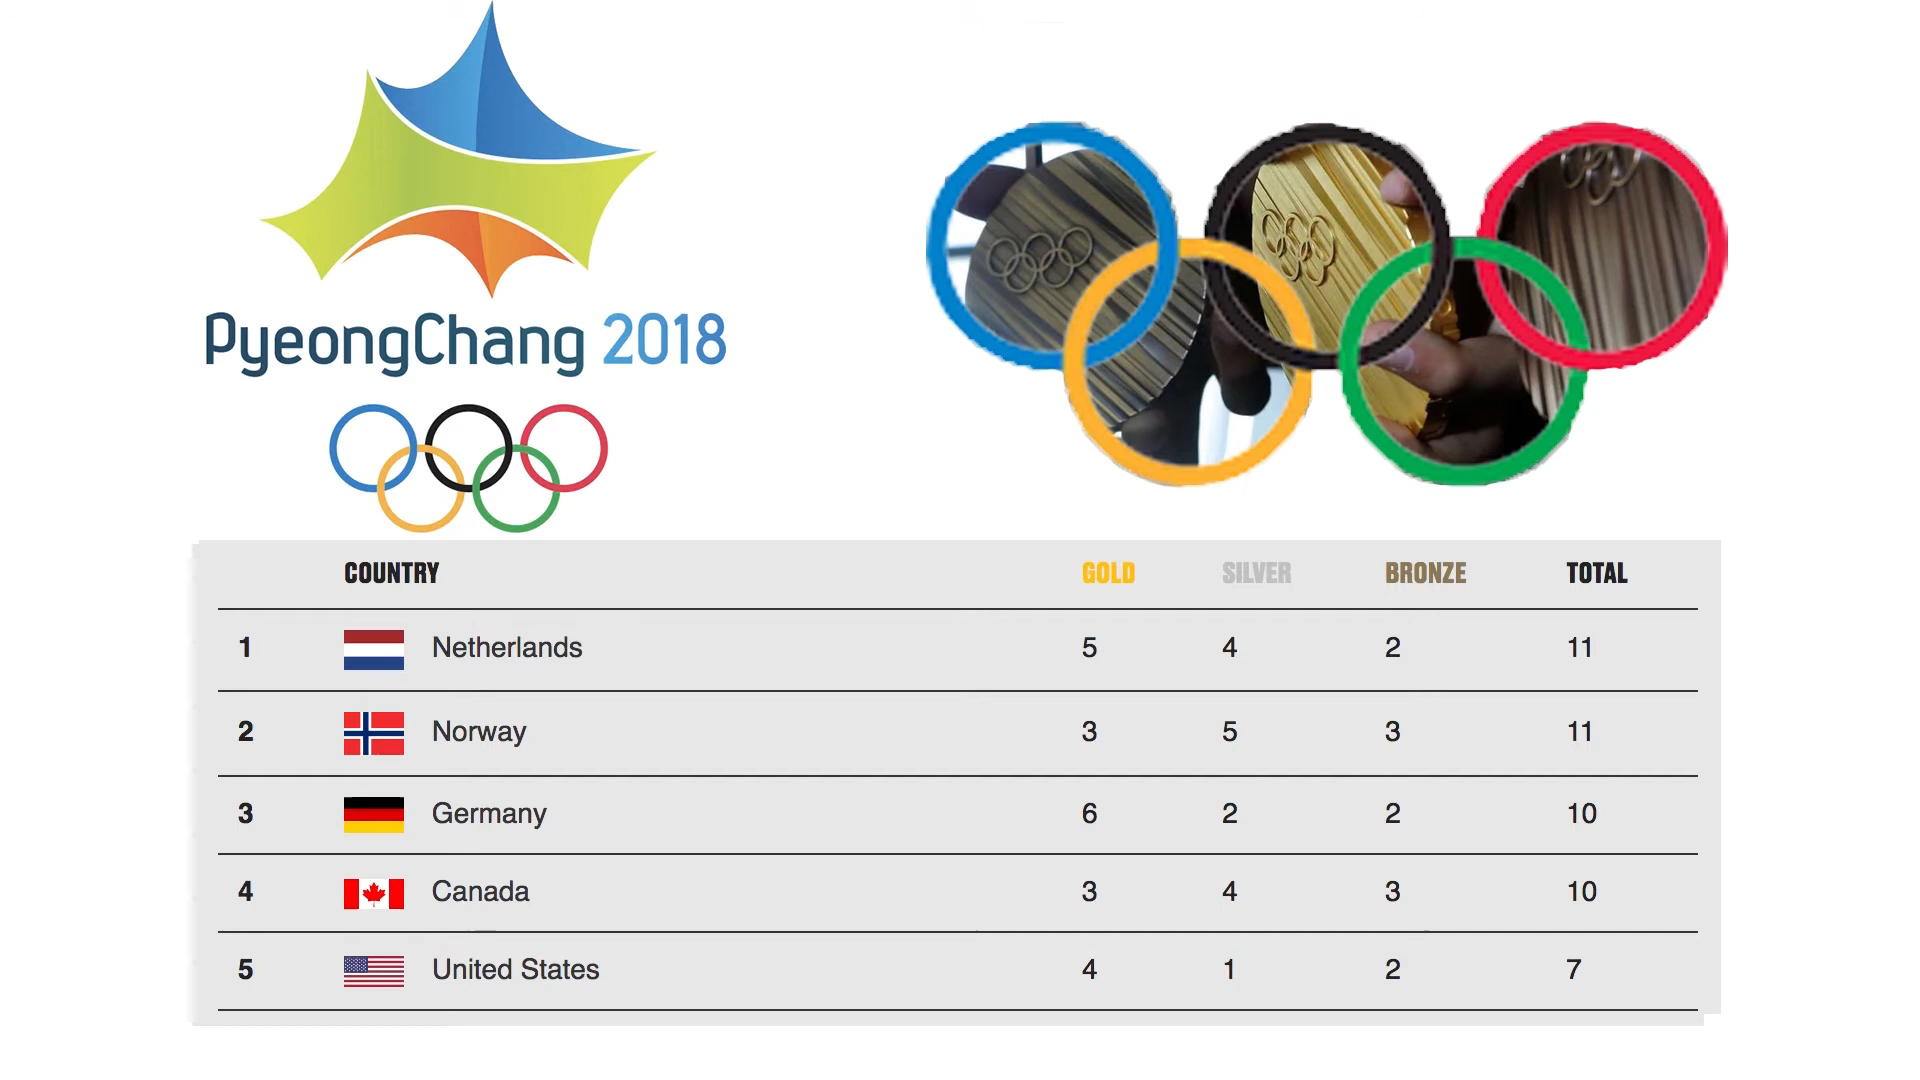 PyeongChang 2018
COUNTRY GOLD SILVER BRONZE TOTAL
1 Netherlands 5 4 2 11
2 Norway 3 5 3 11
3 Germany 6 2 2 10
4 Canada 3 4 3 10
5 United States 4 1 2 7